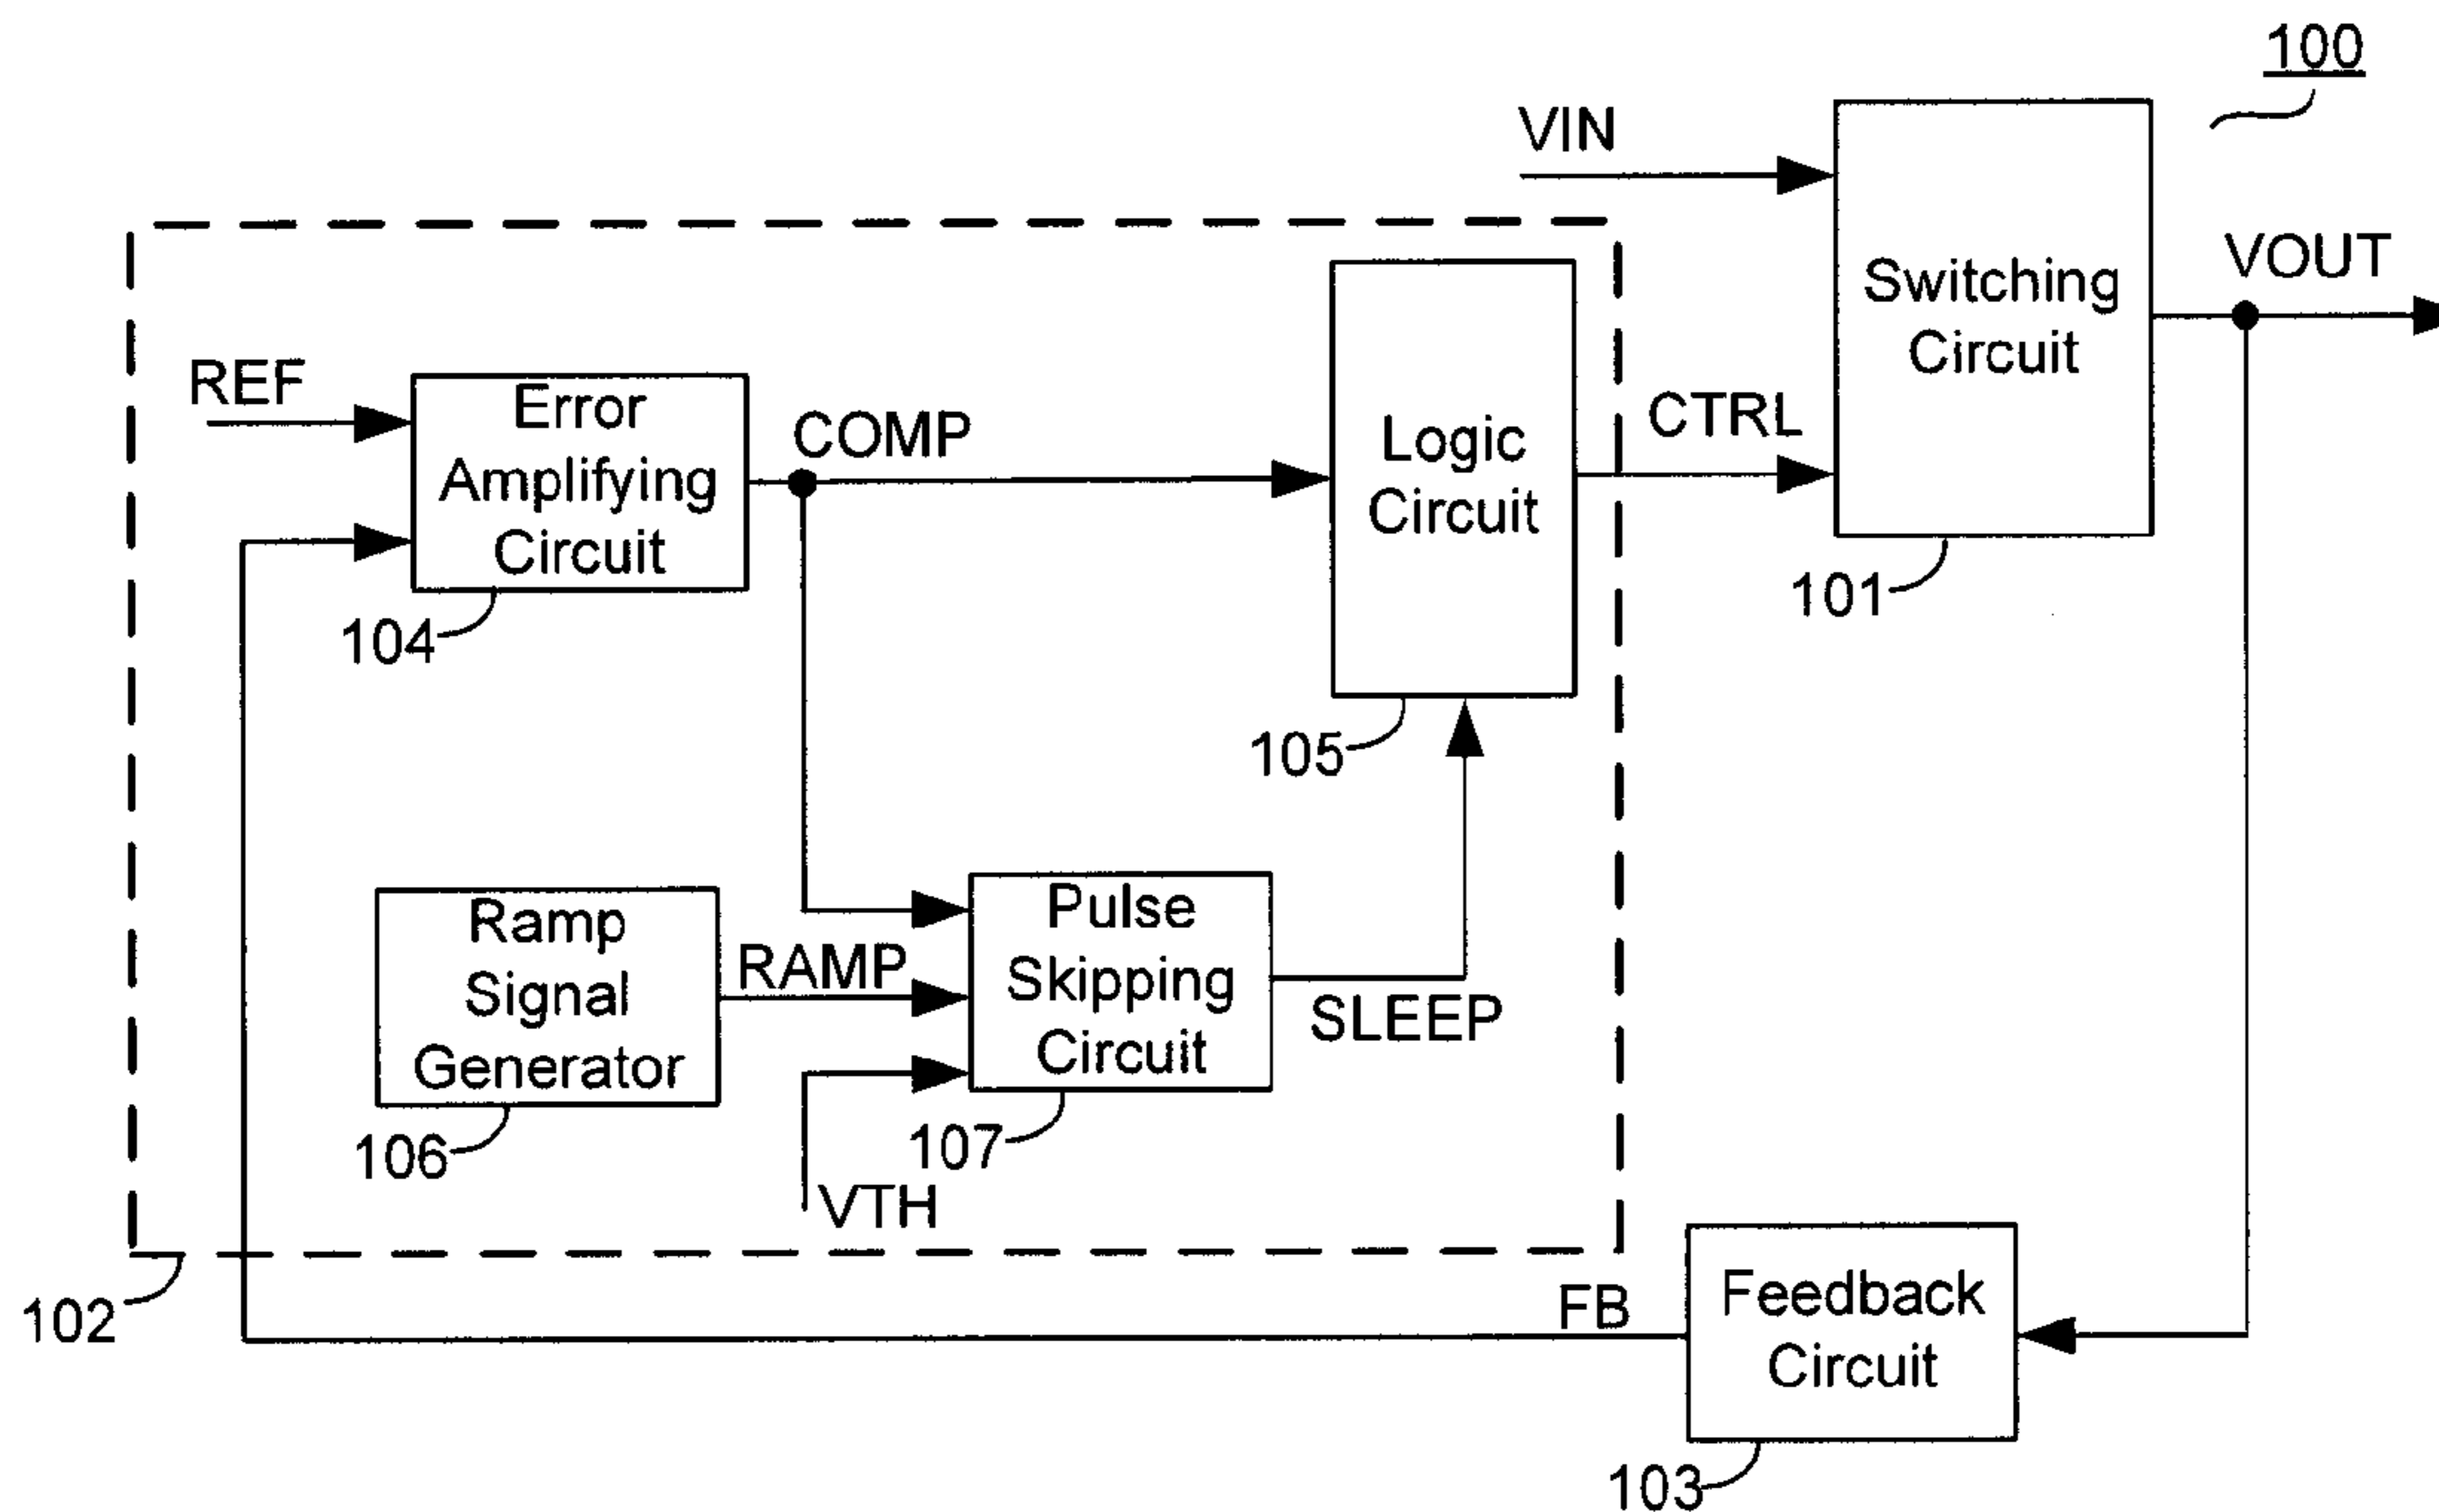 100
VIN
Switching
Circuit
VOUT
REF
Error
Amplifying
Circuit
COMP
Logic
Circuit
CTRL
101
104
105
Ramp
Signal
Generator
RAMP
Pulse
Skipping
Circuit
SLEEP
106
107
VTH
102
FB
Feedback
Circuit
103